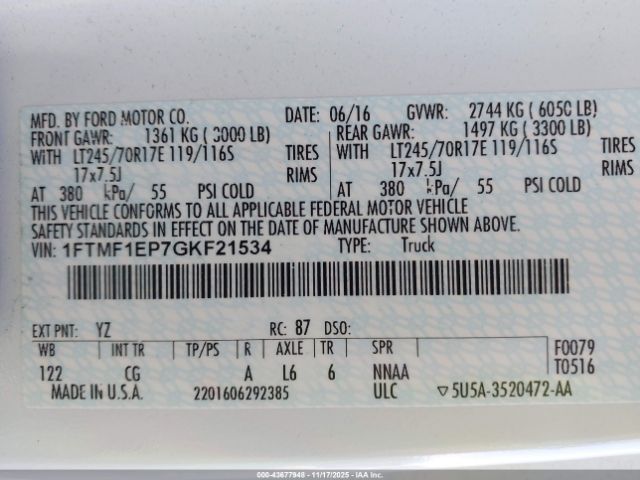 MFD. BY FORD MOTOR CO. DATE: 06/16 GVWR: 2744 KG ( 6050 LB)
FRONT GAWR: 1361 KG ( 3000 LB) REAR GAWR: 1497 KG ( 3300 LB)
WITH LT245/70R17E 119/116S TIRES WITH LT245/70R17E 119/116S TIRES
17x7.5J RIMS 17x7.5J RIMS
AT 380 kPa/ 55 PSI COLD AT 380 kPa/ 55 PSI COLD
THIS VEHICLE CONFORMS TO ALL APPLICABLE FEDERAL MOTOR VEHICLE
SAFETY STANDARDS IN EFFECT ON THE DATE OF MANUFACTURE SHOWN ABOVE.
VIN: 1FTMF1EP7GKF21534 TYPE: Truck
EXT PNT: YZ RC: 87 DSO:
WB INT TR TP/PS R AXLE TR SPR F0079
122 CG A L6 6 NNAA T0516
MADE IN U.S.A. 2201606292385 ULC ▽5U5A-3520472-AA
000-43677948 - 11/17/2025 - IAA Inc.